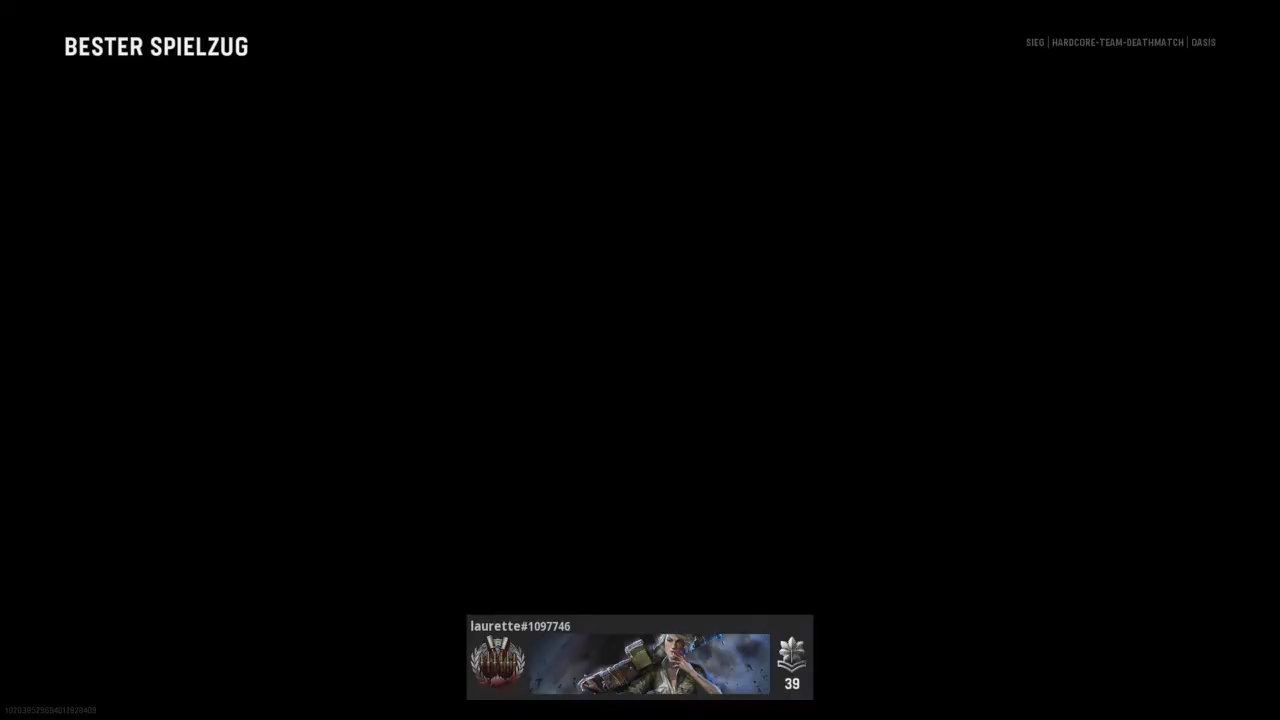 BESTER SPIELZUG
SIEG | HARDCORE-TEAM-DEATHMATCH | OASIS
laurette#1097746
39